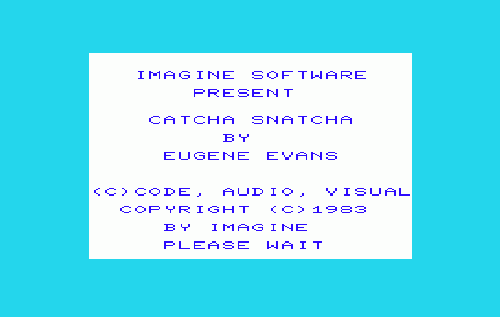 IMAGINE SOFTWARE
PRESENT
CATCHA SNATCHA
BY
EUGENE EVANS
(C)CODE, AUDIO, VISUAL
COPYRIGHT (C)1983
BY IMAGINE
PLEASE WAIT